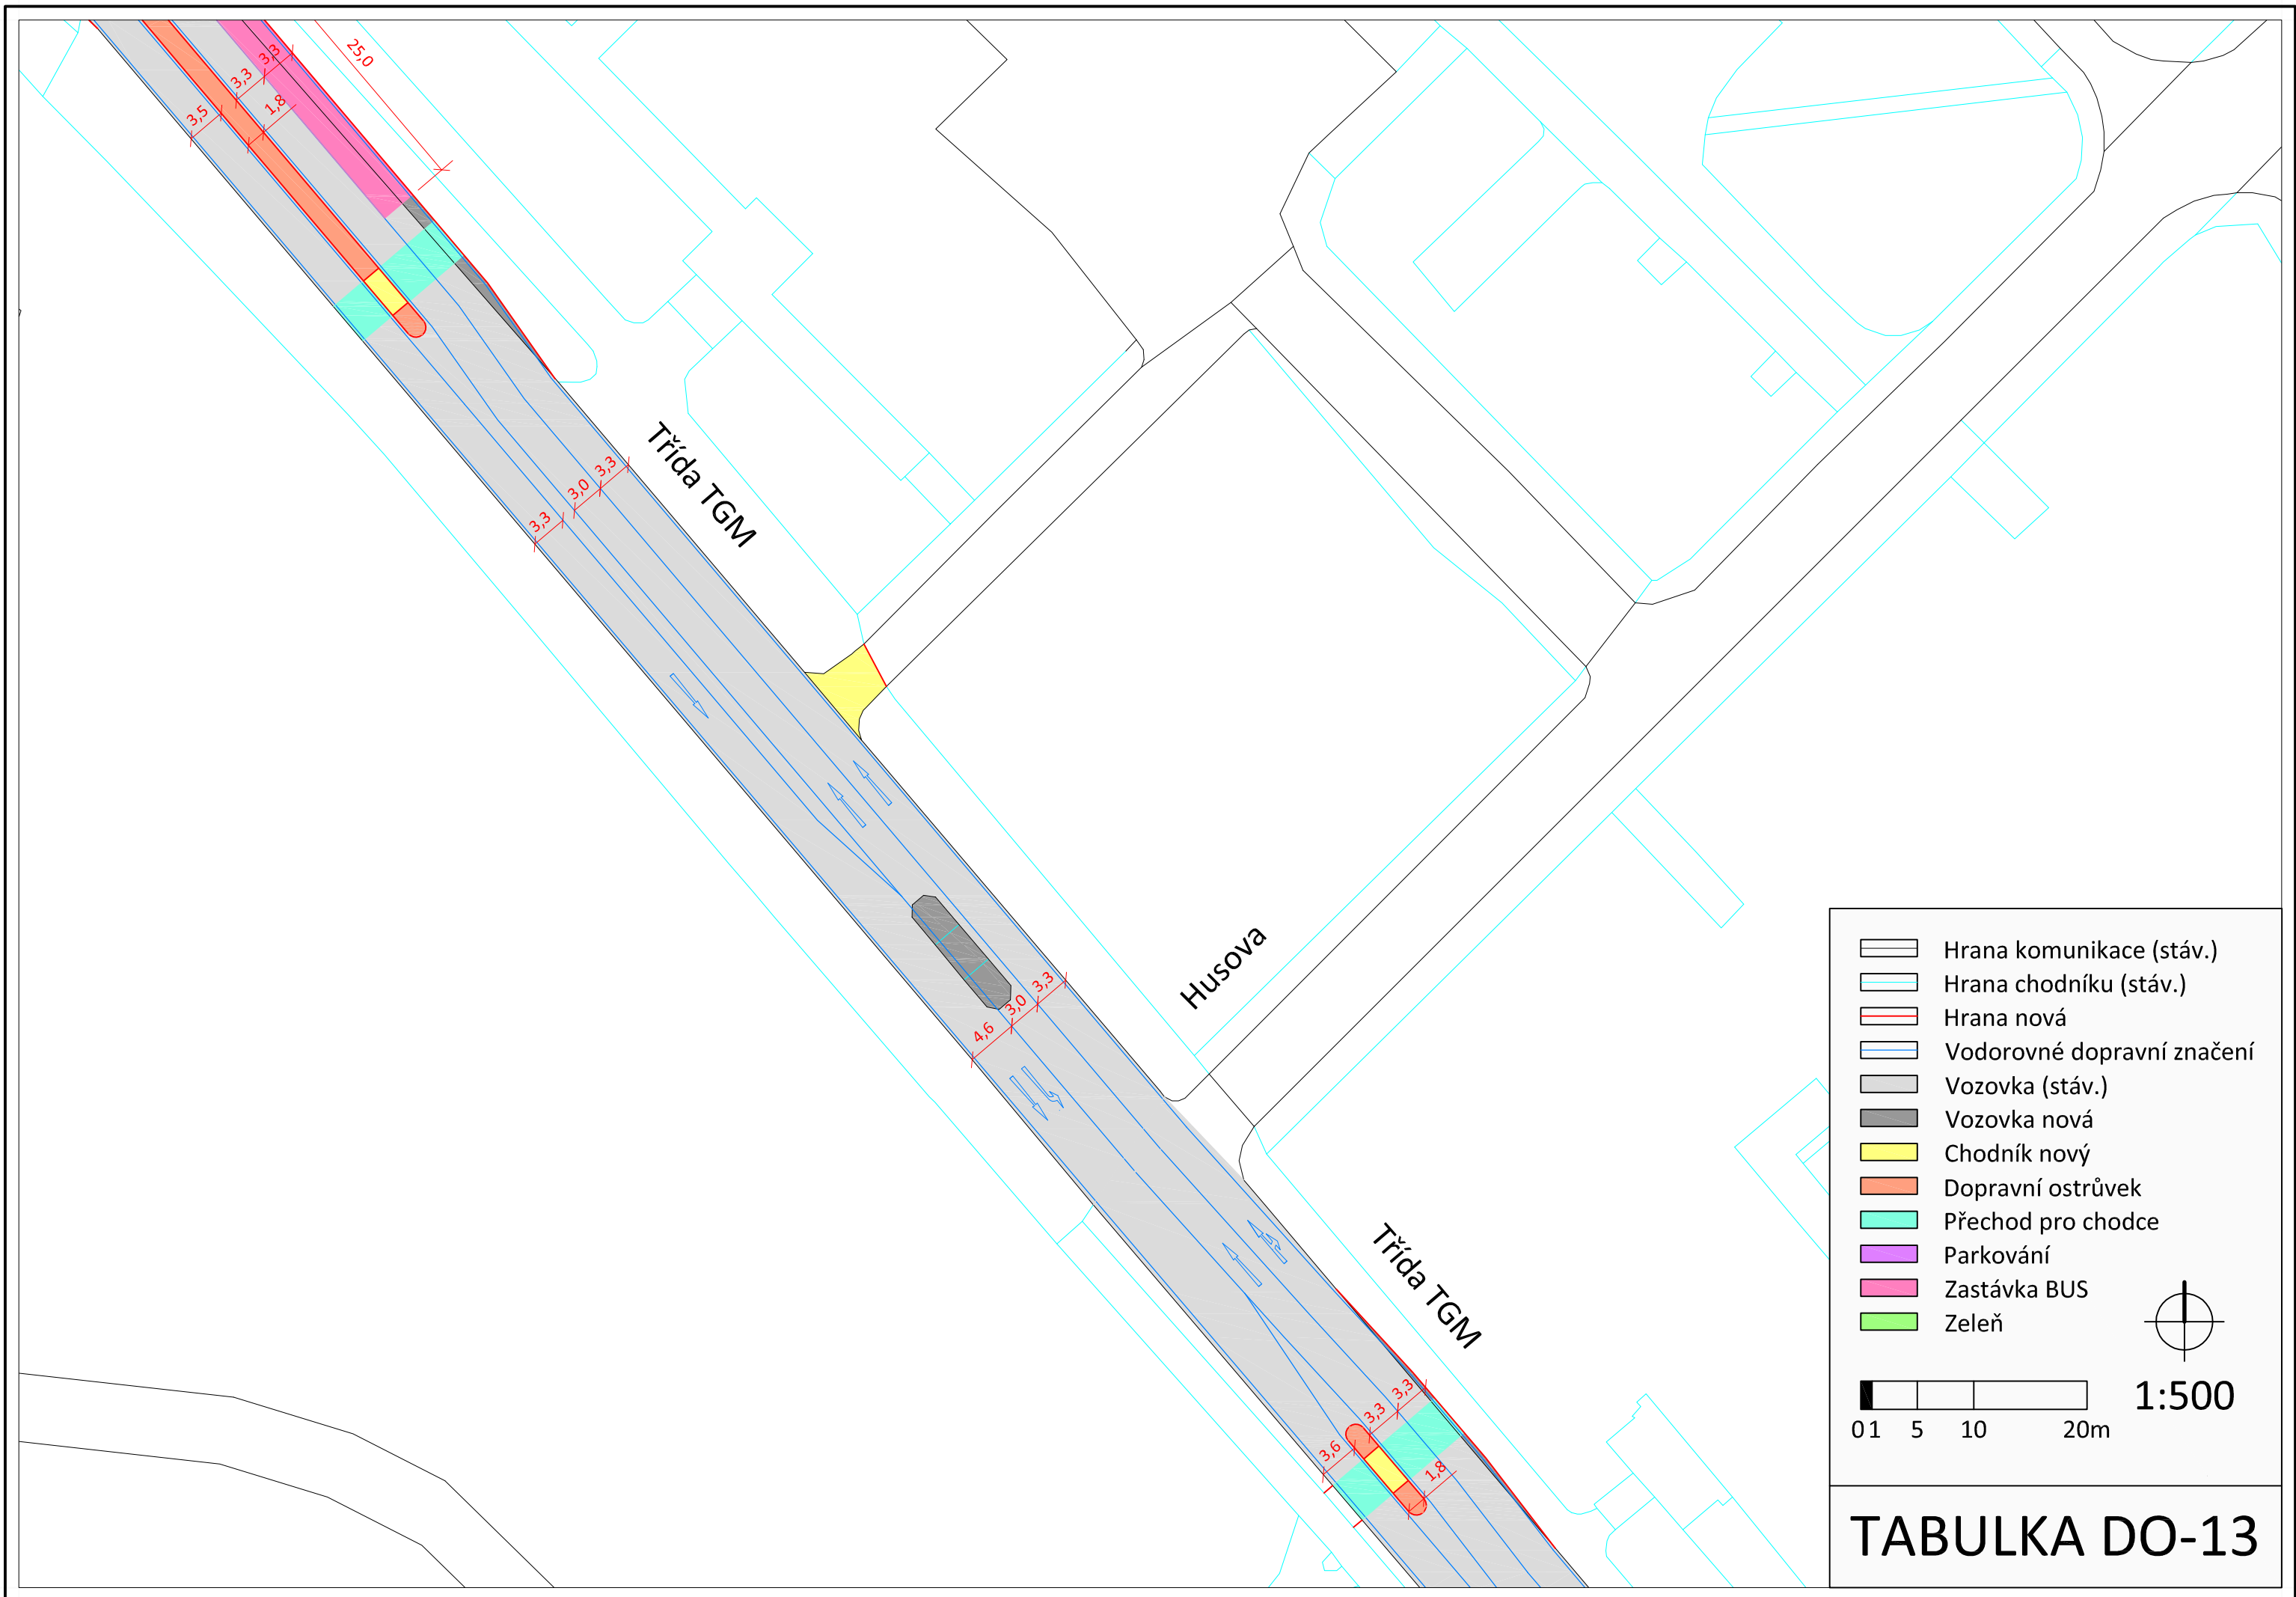 25,0
3,3
3,3
1,8
3,5
Třída TGM
3,3
3,0
3,3
Husova
3,3
3,0
4,6
Třída TGM
3,3
3,3
3,6
1,8
Hrana komunikace (stáv.)
Hrana chodníku (stáv.)
Hrana nová
Vodorovné dopravní značení
Vozovka (stáv.)
Vozovka nová
Chodník nový
Dopravní ostrůvek
Přechod pro chodce
Parkování
Zastávka BUS
Zeleň
1:500
0 1 5 10 20m
TABULKA DO-13